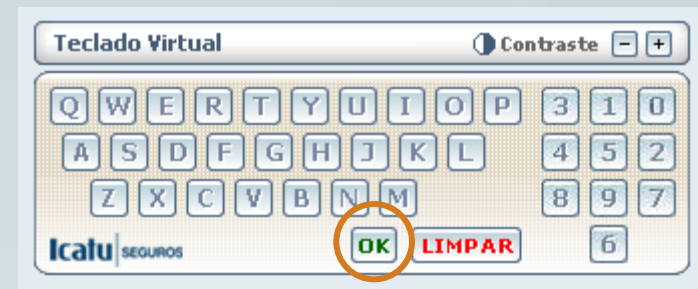 Teclado Virtual Contraste - +
Q W E R T Y U I O P 3 1 0
A S D F G H J K L 4 5 2
Z X C V B N M 8 9 7
Icatu SEGUROS OK LIMPAR 6